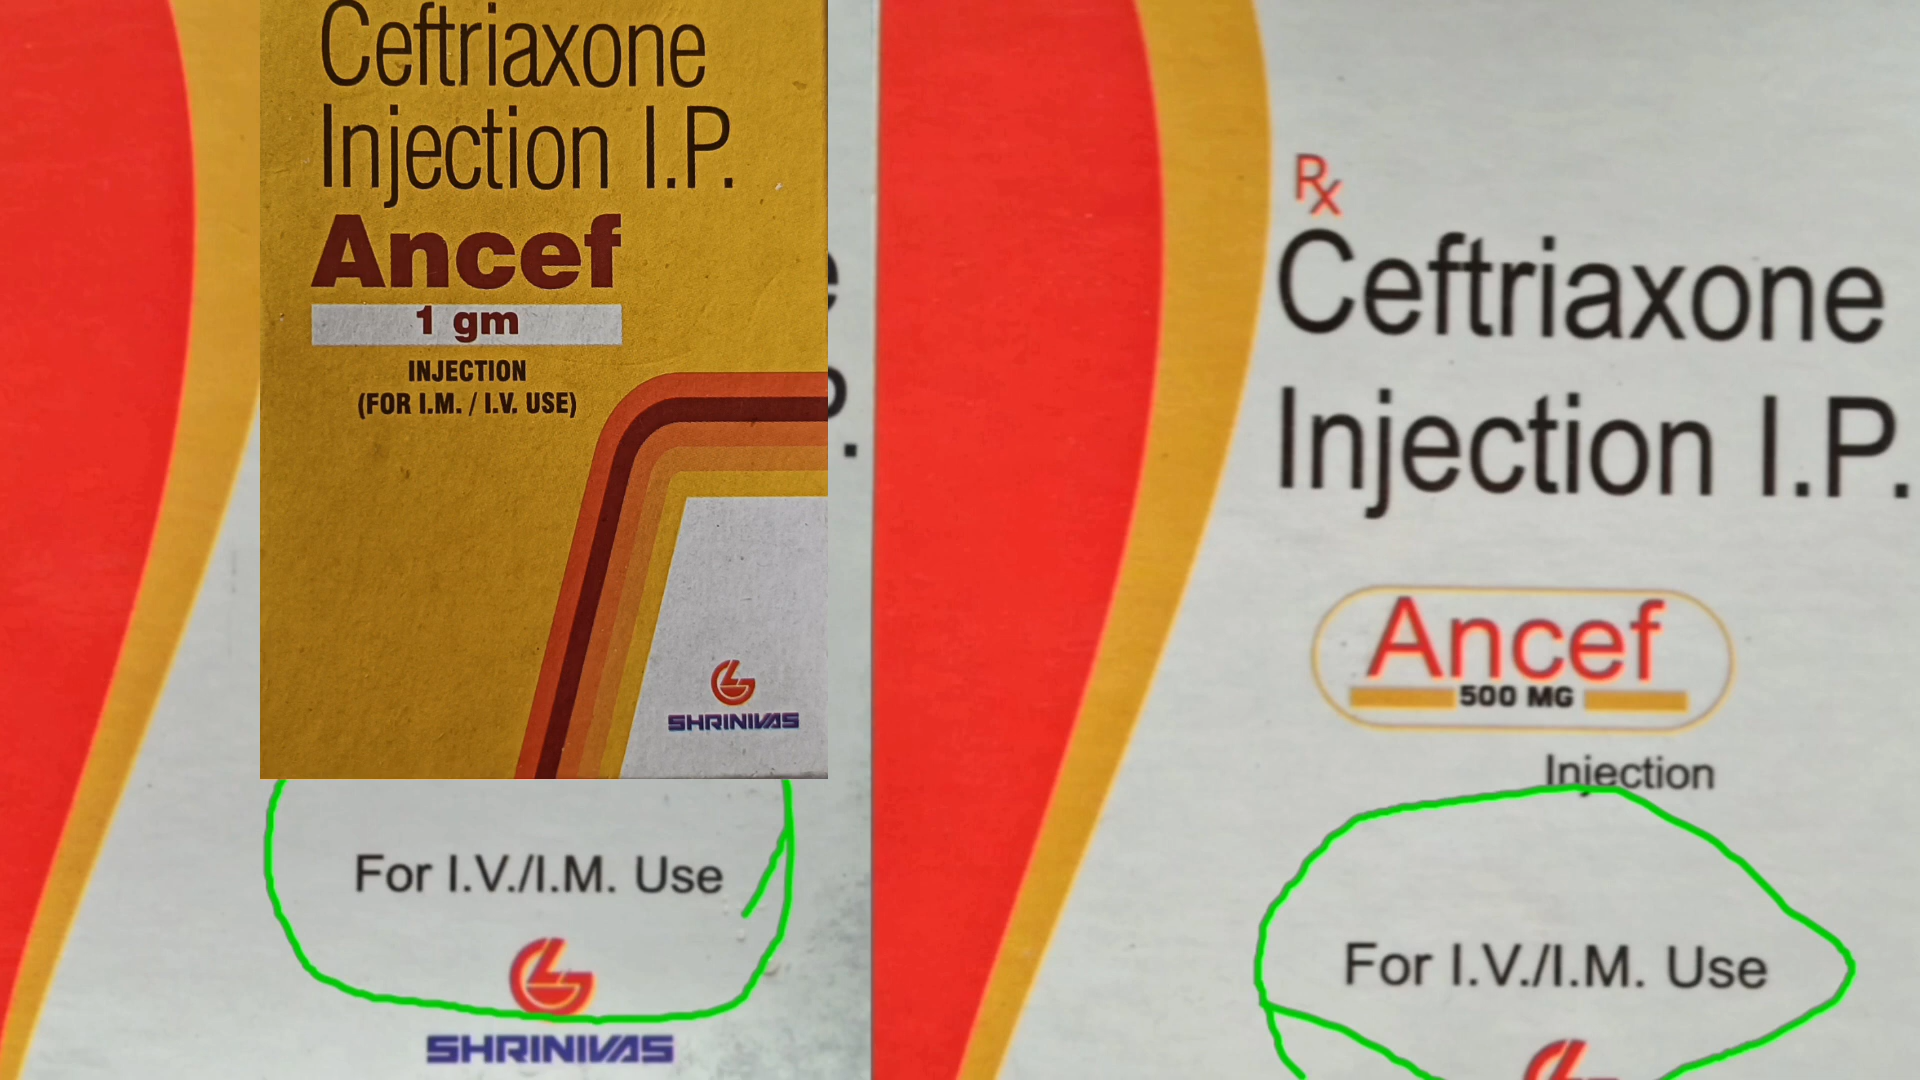 Ceftriaxone
Injection I.P.
Ancef
1 gm
INJECTION
(FOR I.M. / I.V. USE)
SHRINIVAS
For I.V./I.M. Use
SHRINIVAS
Rx
Ceftriaxone
Injection I.P.
Ancef
500 MG
Injection
For I.V./I.M. Use